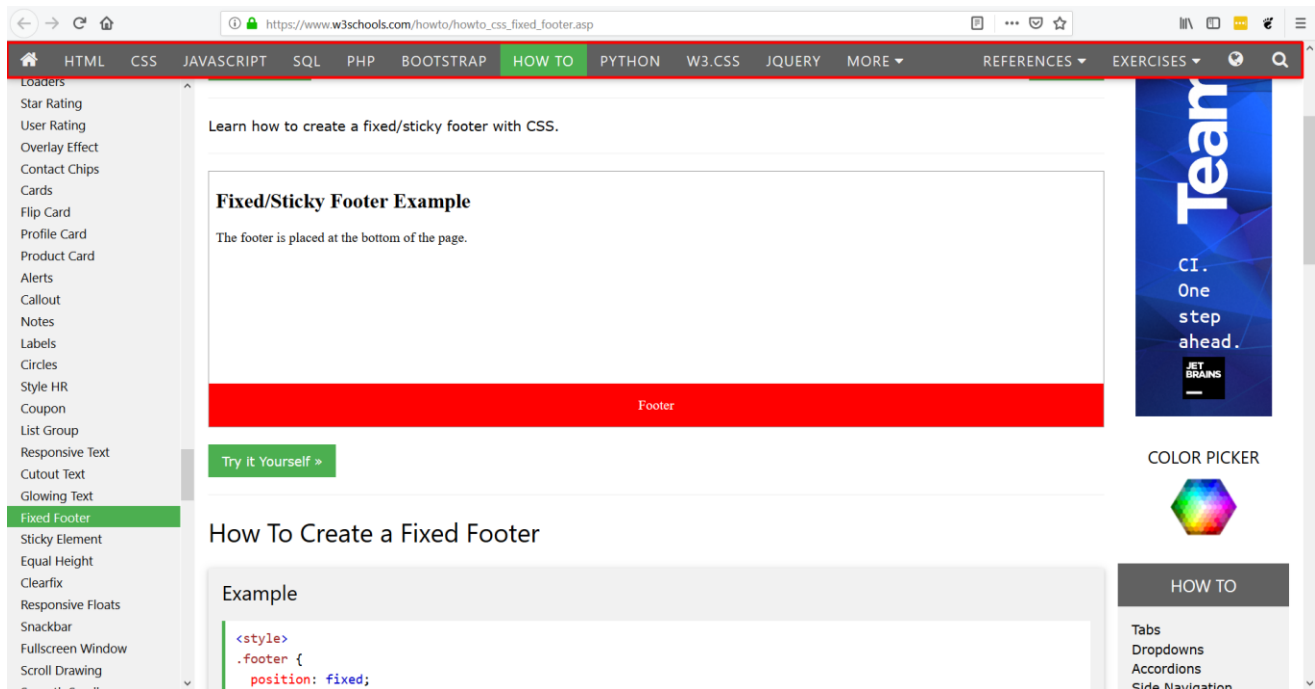 https://www.w3schools.com/howto/howto_css_fixed_footer.asp
HTML CSS JAVASCRIPT SQL PHP BOOTSTRAP HOW TO PYTHON W3.CSS JQUERY MORE REFERENCES EXERCISES
Loaders
Star Rating
User Rating
Overlay Effect
Contact Chips
Cards
Flip Card
Profile Card
Product Card
Alerts
Callout
Notes
Labels
Circles
Style HR
Coupon
List Group
Responsive Text
Cutout Text
Glowing Text
Fixed Footer
Sticky Element
Equal Height
Clearfix
Responsive Floats
Snackbar
Fullscreen Window
Scroll Drawing
Learn how to create a fixed/sticky footer with CSS.
Fixed/Sticky Footer Example
The footer is placed at the bottom of the page.
Footer
Try it Yourself »
How To Create a Fixed Footer
Example
<style>
.footer {
position: fixed;
Team
CI.
One
step
ahead.
JET
BRAINS
COLOR PICKER
HOW TO
Tabs
Dropdowns
Accordions
Side Navigation